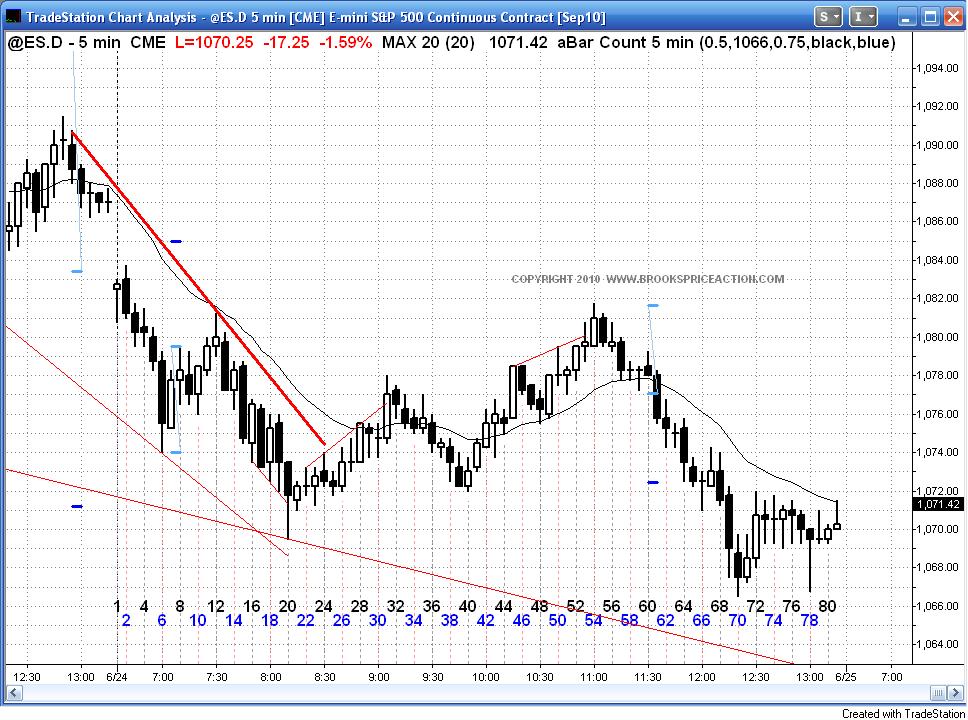 TradeStation Chart Analysis - @ES.D 5 min [CME] E-mini S&P 500 Continuous Contract [Sep10]
S
I
@ES.D - 5 min CME L=1070.25 -17.25 -1.59% MAX 20 (20) 1071.42 aBar Count 5 min (0.5,1066,0.75,black,blue)
1,094.00
1,092.00
1,090.00
1,088.00
1,086.00
1,084.00
COPYRIGHT 2010 WWW.BROOKSPRICEACTION.COM
1,082.00
1,080.00
1,078.00
1,076.00
1,074.00
1,072.00
1,071.42
1,070.00
1,068.00
1,066.00
1 4 8 12 16 20 24 28 32 36 40 44 48 52 56 60 64 68 72 76 80
2 6 10 14 18 22 26 30 34 38 42 46 50 54 58 62 66 70 74 78
1,064.00
12:30 13:00 6/24 7:00 7:30 8:00 8:30 9:00 9:30 10:00 10:30 11:00 11:30 12:00 12:30 13:00 6/25 7:00
Created with TradeStation